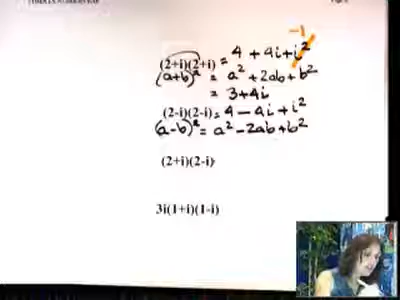 -1
(2+i)(2+i) = 4 + 4i + i²
(a+b)² = a² + 2ab + b²
= 3+4i
(2-i)(2-i) = 4 - 4i + i²
(a-b)² = a² - 2ab + b²
(2+i)(2-i)
3i(1+i)(1-i)